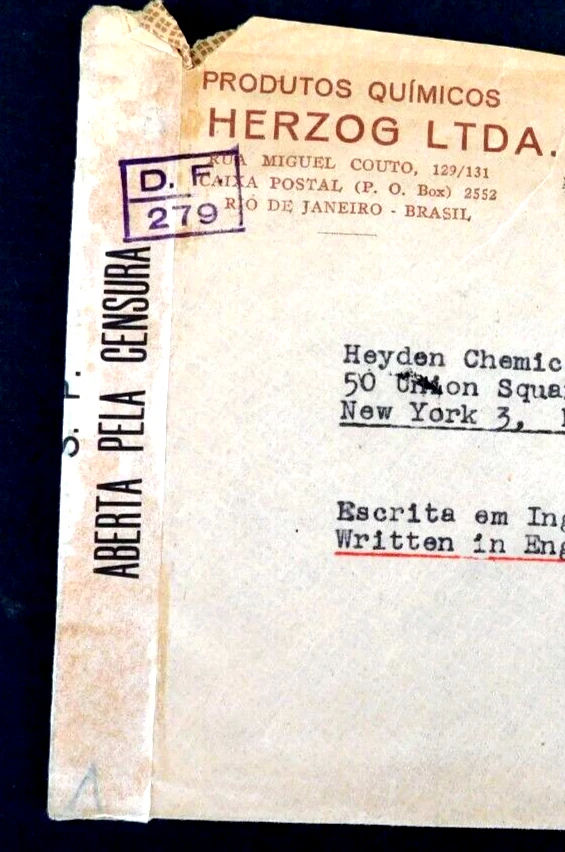 PRODUTOS QUÍMICOS
HERZOG LTDA.
RUA MIGUEL COUTO, 129/131
CAIXA POSTAL (P. O. Box) 2552
RIO DE JANEIRO - BRASIL
D. F.
279
ABERTA PELA CENSURA
S. P.
Heyden Chemic
50 Union Squa
New York 3,
Escrita em Ing
Written in Eng